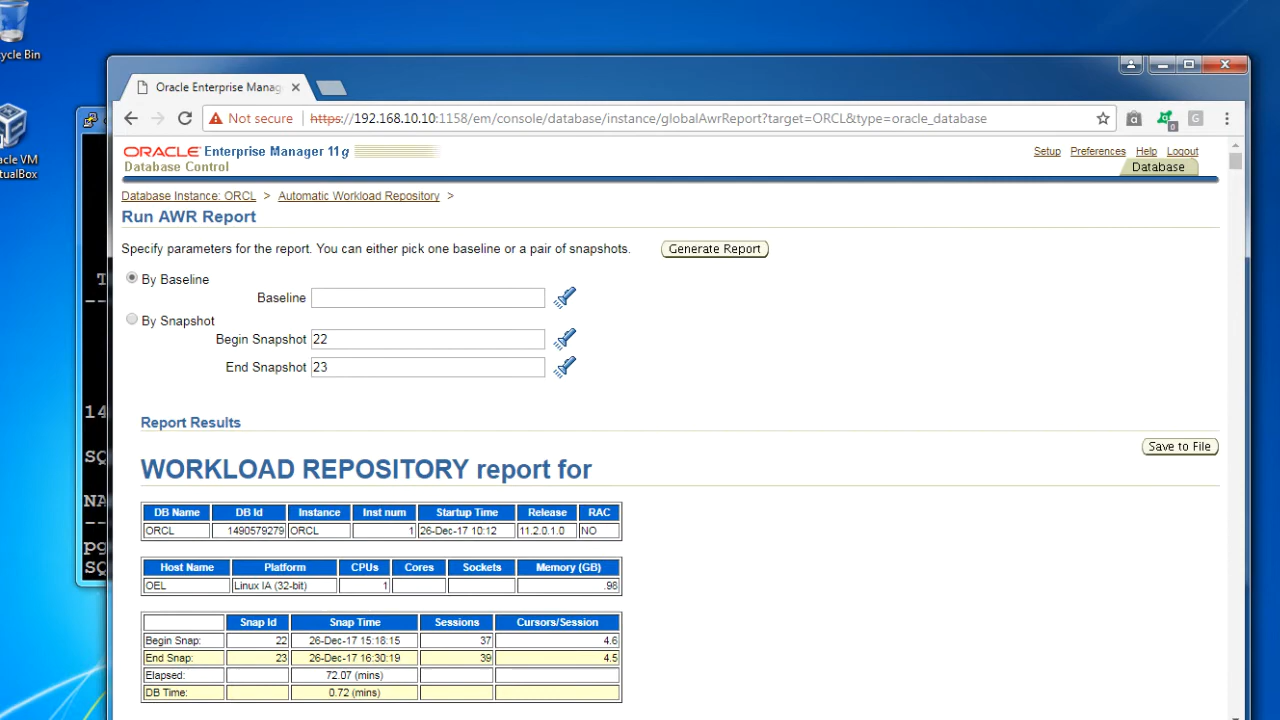 ycle Bin
acle VM
tualBox
Oracle Enterprise Manag
Not secure https://192.168.10.10:1158/em/console/database/instance/globalAwrReport?target=ORCL&type=oracle_database
ORACLE Enterprise Manager 11g
Database Control
Setup Preferences Help Logout
Database
Database Instance: ORCL > Automatic Workload Repository >
Run AWR Report
Specify parameters for the report. You can either pick one baseline or a pair of snapshots. Generate Report
By Baseline
Baseline
By Snapshot
Begin Snapshot 22
End Snapshot 23
Report Results
Save to File
WORKLOAD REPOSITORY report for
DB Name DB Id Instance Inst num Startup Time Release RAC
ORCL 1490579279 ORCL 1 26-Dec-17 10:12 11.2.0.1.0 NO
Host Name Platform CPUs Cores Sockets Memory (GB)
OEL Linux IA (32-bit) 1 .98
Snap Id Snap Time Sessions Cursors/Session
Begin Snap: 22 26-Dec-17 15:18:15 37 4.6
End Snap: 23 26-Dec-17 16:30:19 39 4.5
Elapsed: 72.07 (mins)
DB Time: 0.72 (mins)
T
--
14
SQ
NA
--
pg
SQ